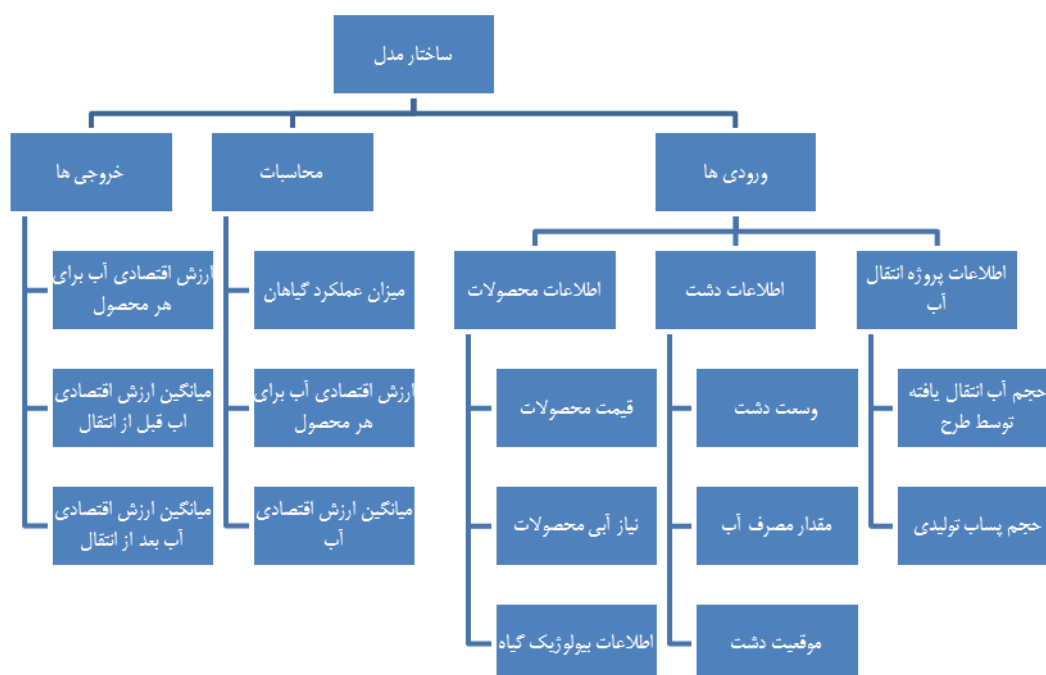 ساختار مدل
ورودی ها
محاسبات
خروجی ها
اطلاعات پروژه انتقال
آب
حجم آب انتقال یافته
توسط طرح
حجم پساب تولیدی
اطلاعات دشت
وسعت دشت
مقدار مصرف آب
موقعیت دشت
اطلاعات محصولات
قیمت محصولات
نیاز آبی محصولات
اطلاعات بیولوژیک گیاه
میزان عملکرد گیاهان
ارزش اقتصادی آب برای
هر محصول
میانگین ارزش اقتصادی
آب
ارزش اقتصادی آب برای
هر محصول
میانگین ارزش اقتصادی
اب قبل از انتقال
میانگین ارزش اقتصادی
آب بعد از انتقال